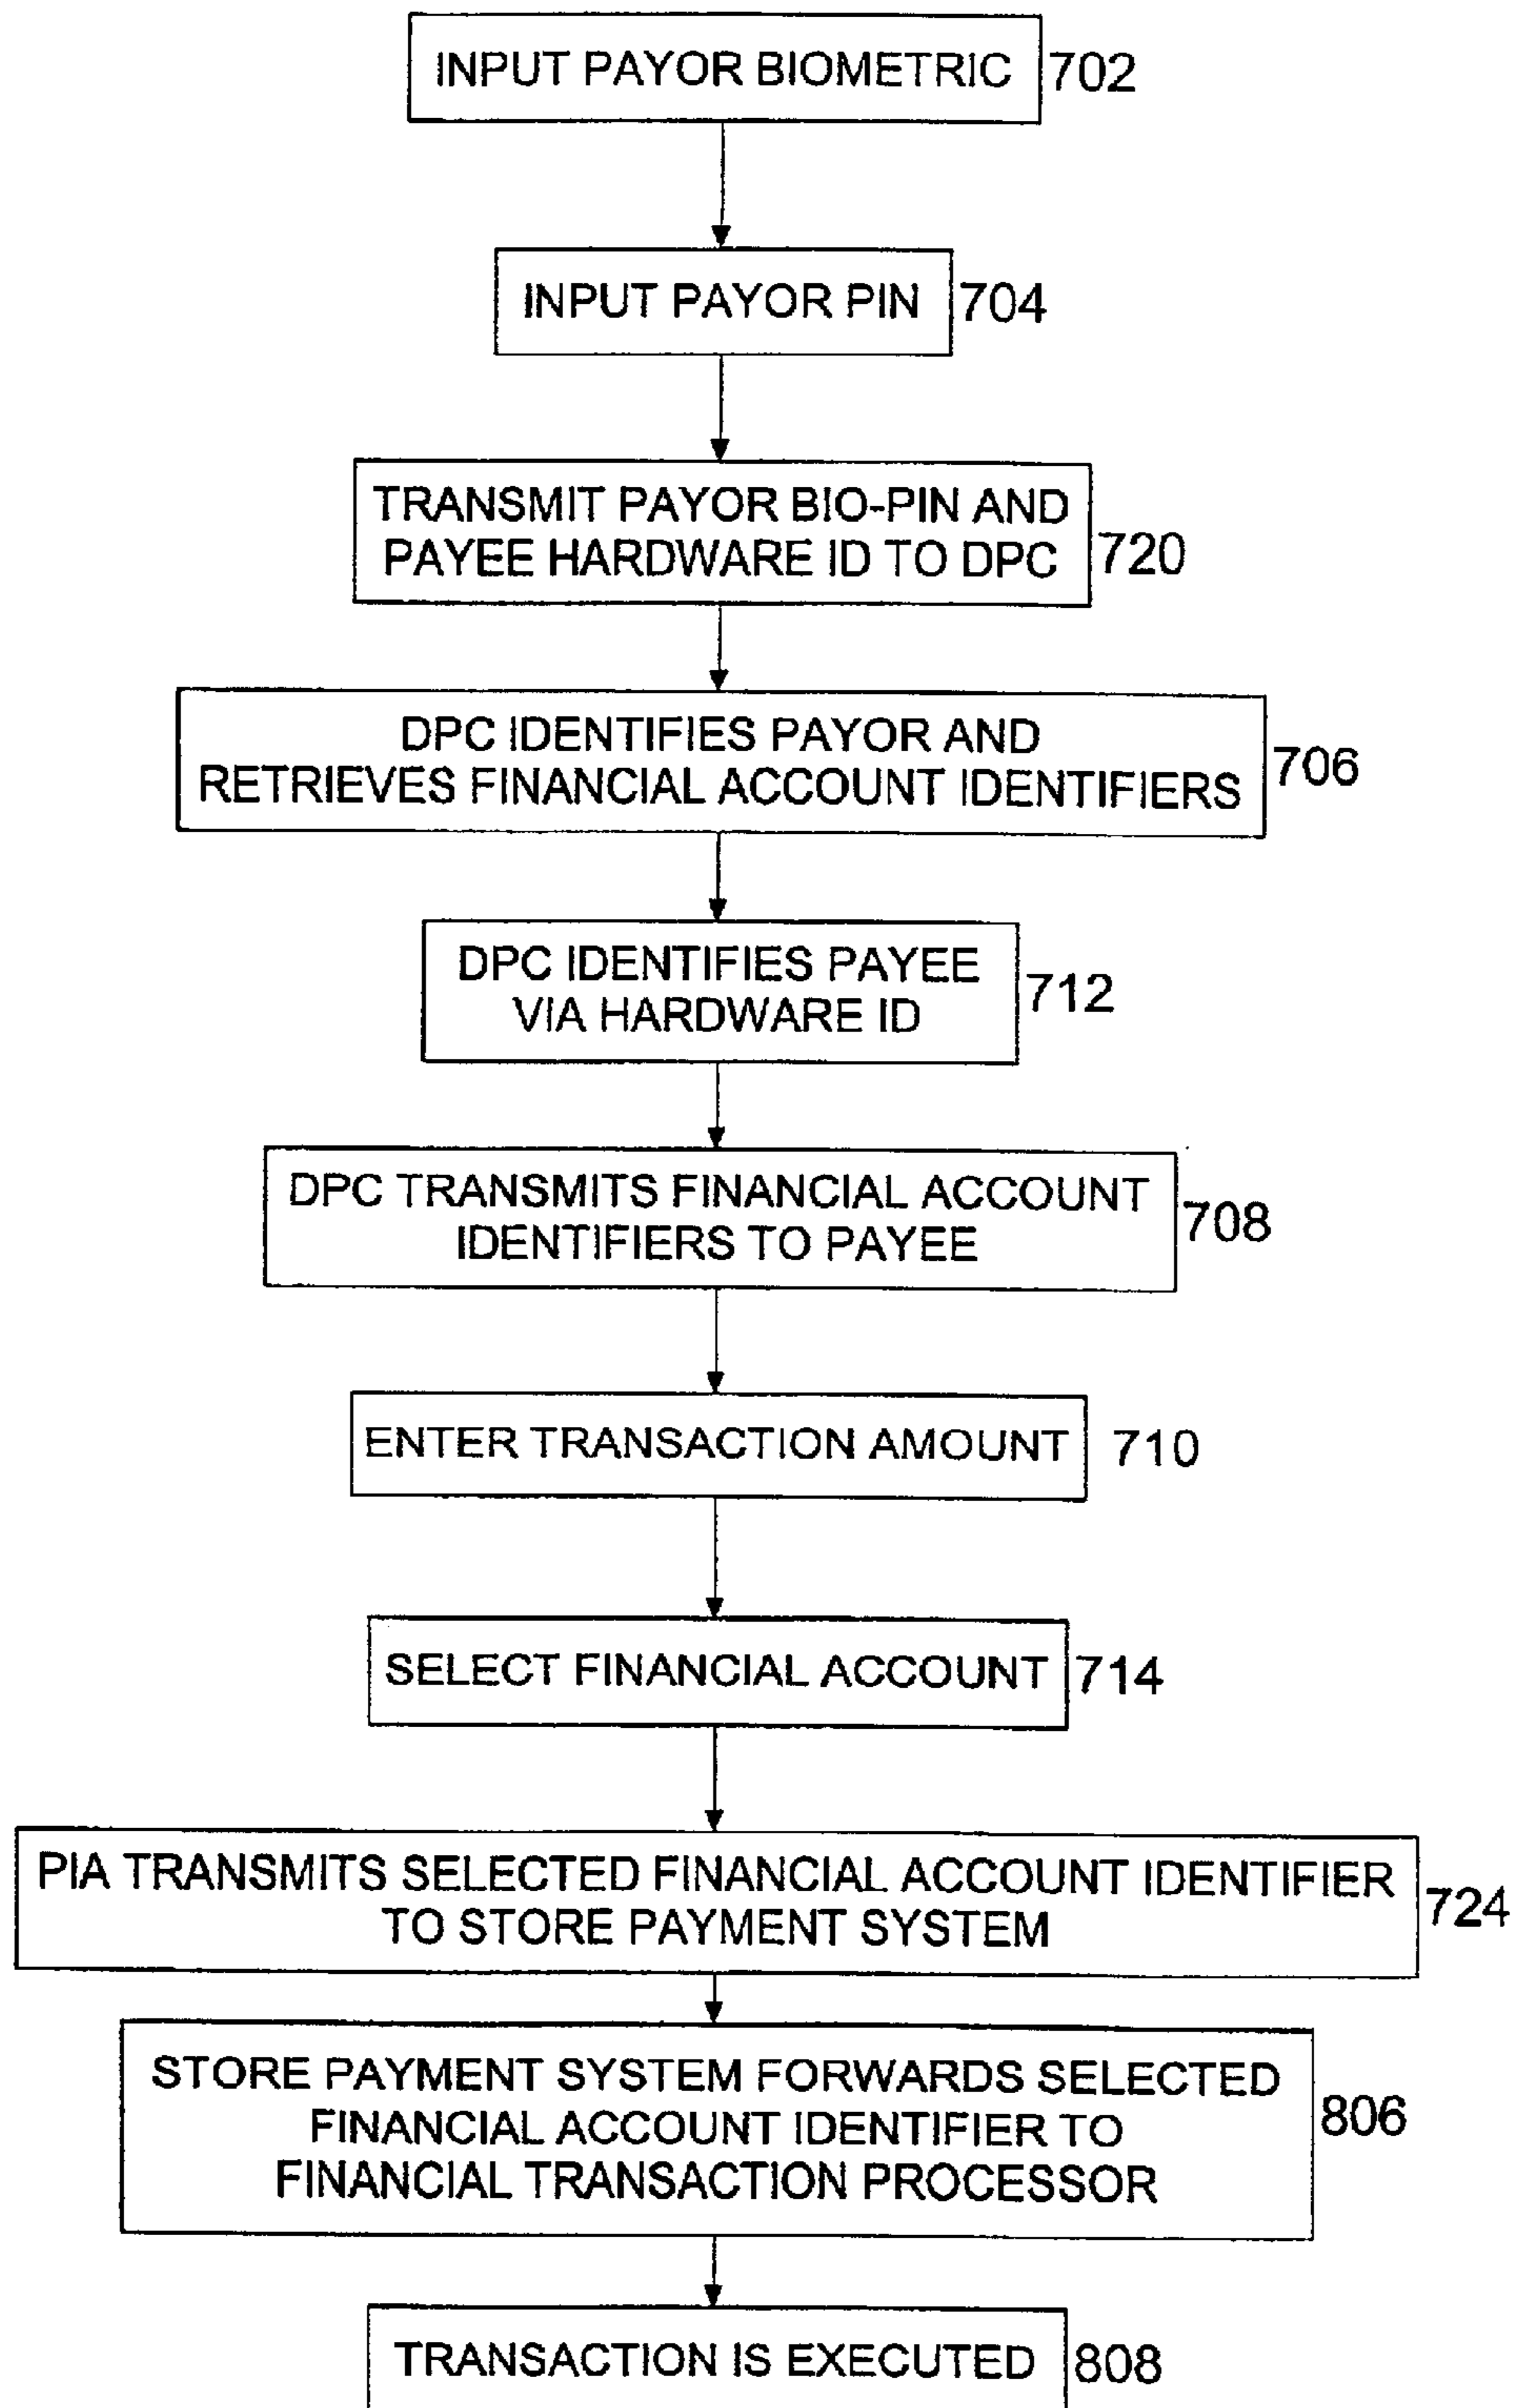 INPUT PAYOR BIOMETRIC 702
INPUT PAYOR PIN 704
TRANSMIT PAYOR BIO-PIN AND
PAYEE HARDWARE ID TO DPC 720
DPC IDENTIFIES PAYOR AND
RETRIEVES FINANCIAL ACCOUNT IDENTIFIERS 706
DPC IDENTIFIES PAYEE
VIA HARDWARE ID 712
DPC TRANSMITS FINANCIAL ACCOUNT
IDENTIFIERS TO PAYEE 708
ENTER TRANSACTION AMOUNT 710
SELECT FINANCIAL ACCOUNT 714
PIA TRANSMITS SELECTED FINANCIAL ACCOUNT IDENTIFIER
TO STORE PAYMENT SYSTEM 724
STORE PAYMENT SYSTEM FORWARDS SELECTED
FINANCIAL ACCOUNT IDENTIFIER TO 806
FINANCIAL TRANSACTION PROCESSOR
TRANSACTION IS EXECUTED 808